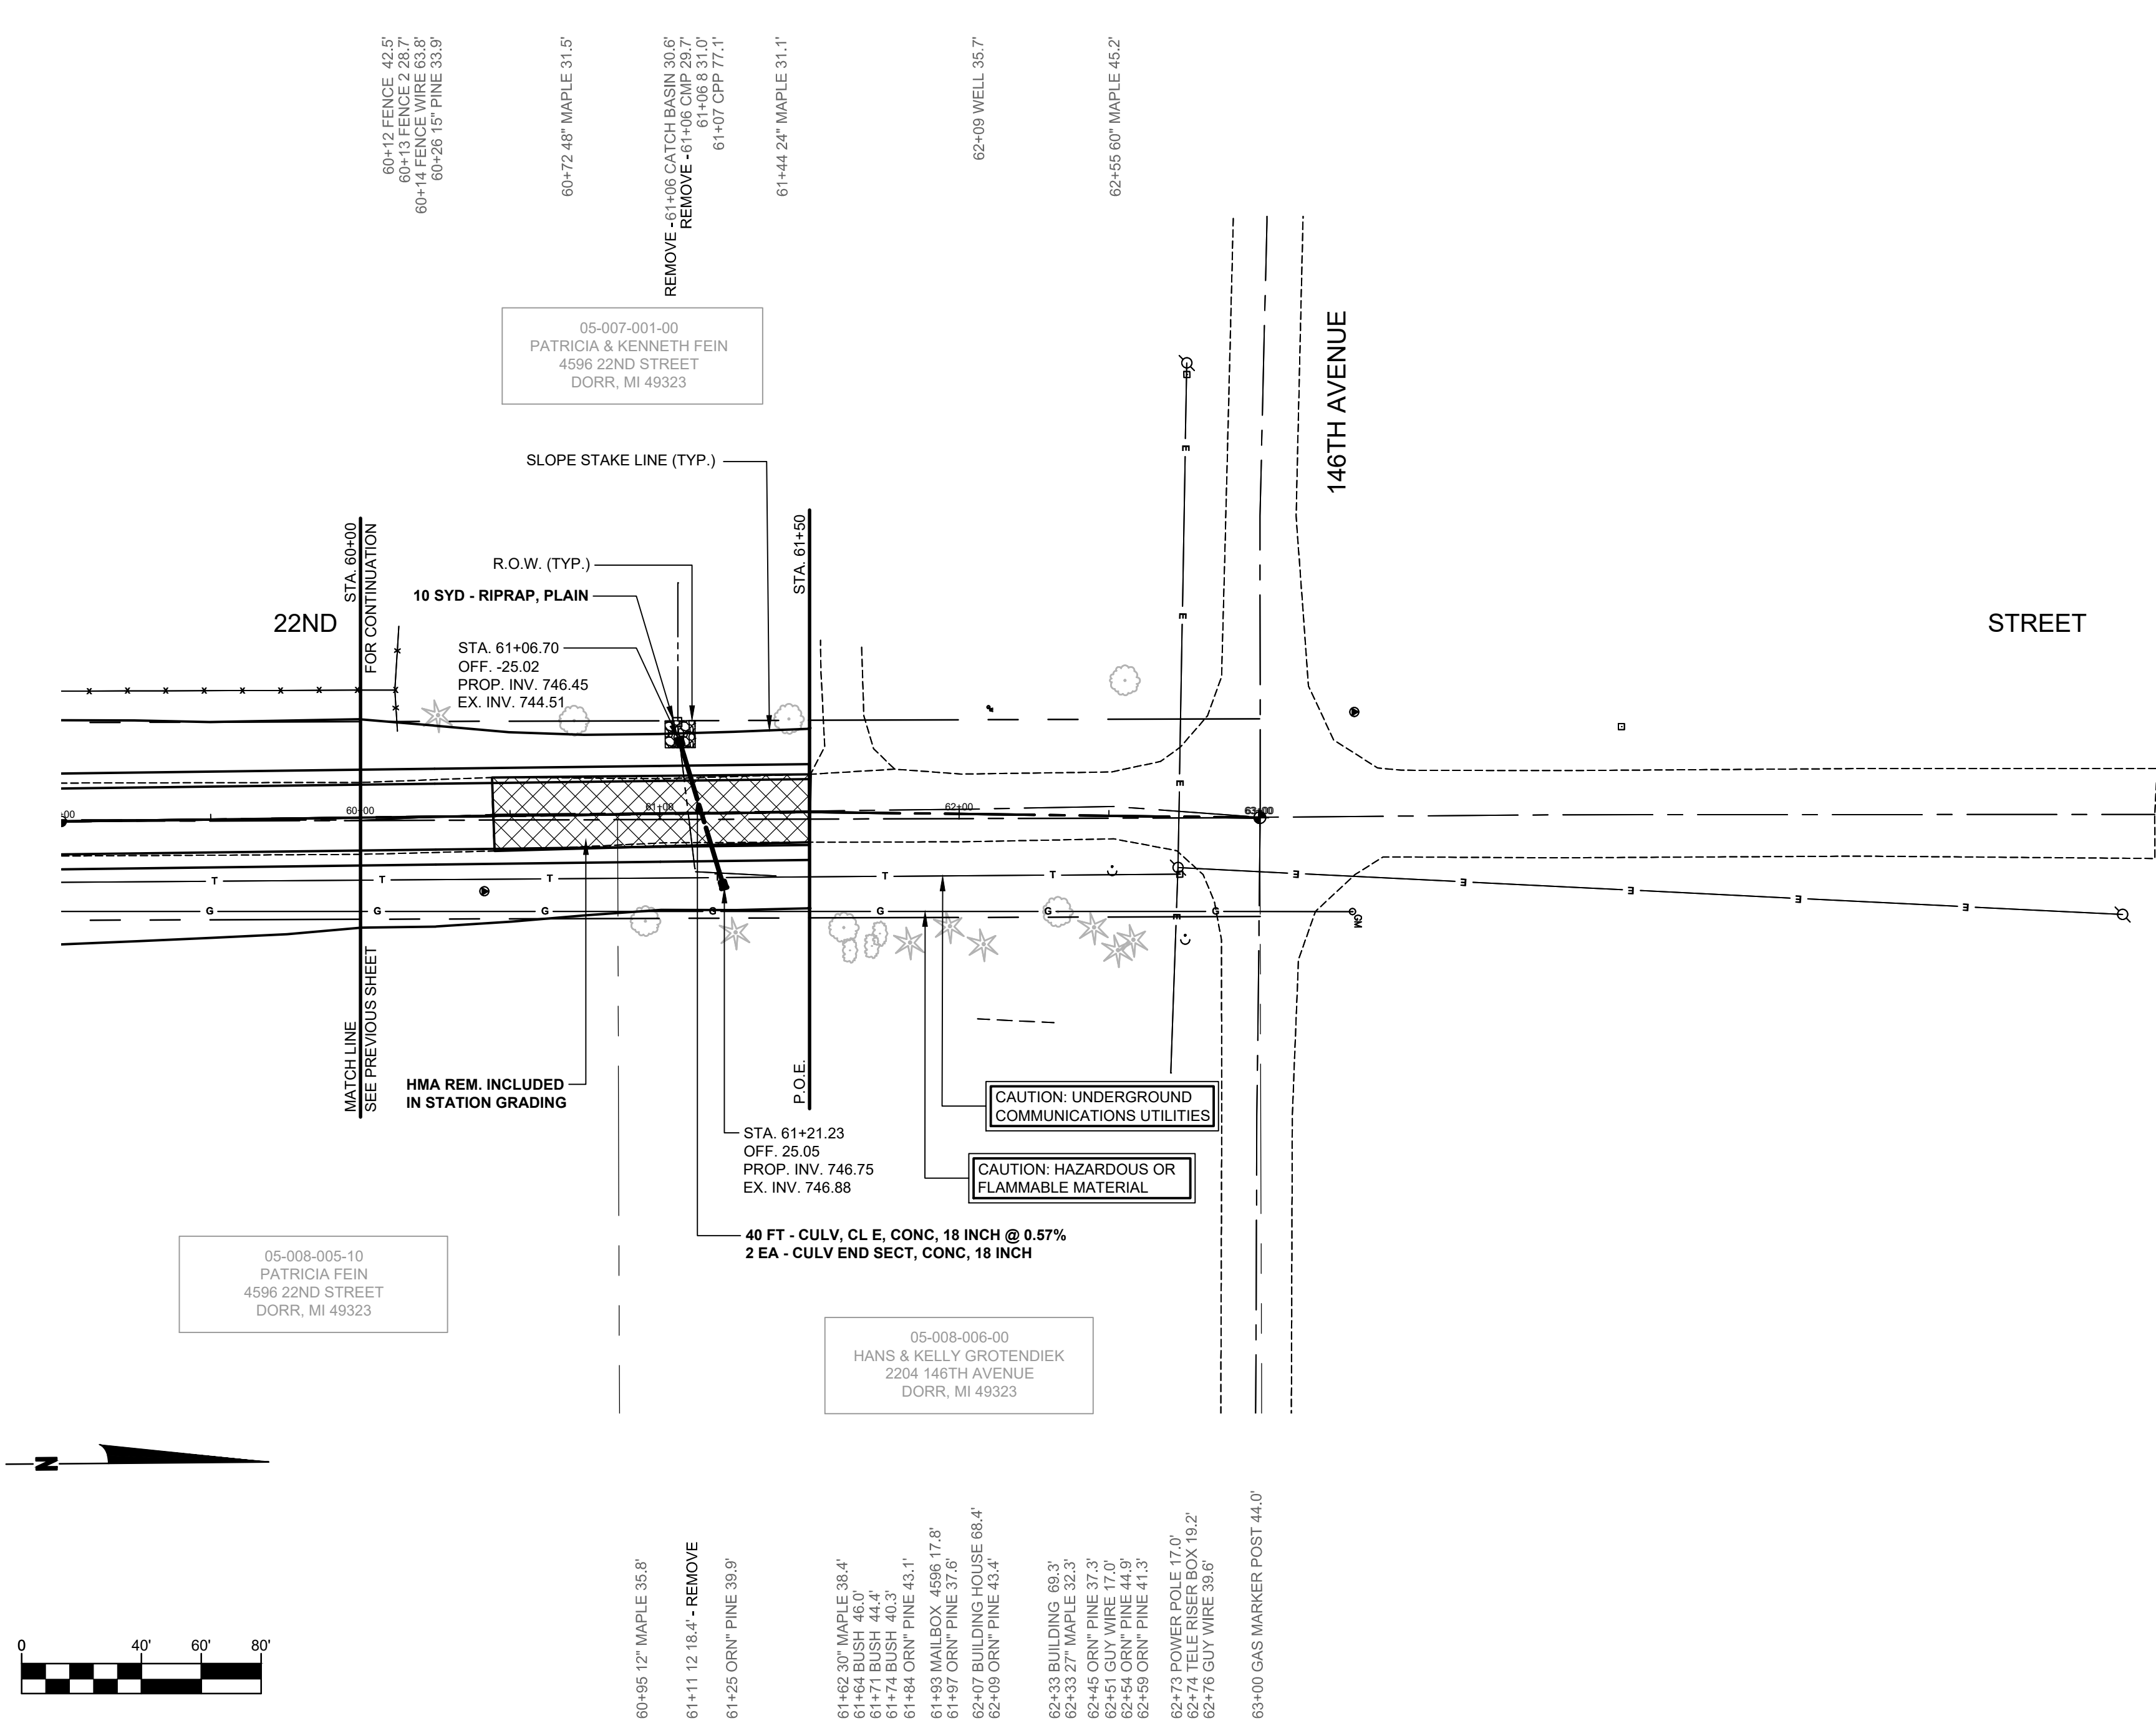 60+12 FENCE  42.5'
60+13 FENCE 2 28.7'
60+14 FENCE WIRE 63.8'
60+26 15" PINE 33.9'
60+72 48" MAPLE 31.5'
REMOVE - 61+06 CATCH BASIN 30.6'
REMOVE - 61+06 CMP 29.7'
61+06 8 31.0'
61+07 CPP 77.1'
61+44 24" MAPLE 31.1'
62+09 WELL 35.7'
62+55 60" MAPLE 45.2'
05-007-001-00
PATRICIA & KENNETH FEIN
4596 22ND STREET
DORR, MI 49323
146TH AVENUE
SLOPE STAKE LINE (TYP.)
STA. 60+00
FOR CONTINUATION
STA. 61+50
R.O.W. (TYP.)
10 SYD - RIPRAP, PLAIN
22ND
STREET
STA. 61+06.70
OFF. -25.02
PROP. INV. 746.45
EX. INV. 744.51
x x x x x x x x x
x
x
E
E
E
E
+00
60+00
61+00
62+00
63+00
T T T T T T
E E E E E
G G G G G G G
GM
MATCH LINE
SEE PREVIOUS SHEET
P.O.E.
HMA REM. INCLUDED
IN STATION GRADING
CAUTION: UNDERGROUND
COMMUNICATIONS UTILITIES
STA. 61+21.23
OFF. 25.05
PROP. INV. 746.75
EX. INV. 746.88
CAUTION: HAZARDOUS OR
FLAMMABLE MATERIAL
40 FT - CULV, CL E, CONC, 18 INCH @ 0.57%
2 EA - CULV END SECT, CONC, 18 INCH
05-008-005-10
PATRICIA FEIN
4596 22ND STREET
DORR, MI 49323
05-008-006-00
HANS & KELLY GROTENDIEK
2204 146TH AVENUE
DORR, MI 49323
N
60+95 12" MAPLE 35.8'
61+11 12 18.4' - REMOVE
61+25 ORN" PINE 39.9'
61+62 30" MAPLE 38.4'
61+64 BUSH  46.0'
61+71 BUSH  44.4'
61+74 BUSH  40.3'
61+84 ORN" PINE 43.1'
61+93 MAILBOX  4596 17.8'
61+97 ORN" PINE 37.6'
62+07 BUILDING HOUSE 68.4'
62+09 ORN" PINE 43.4'
62+33 BUILDING  69.3'
62+33 27" MAPLE 32.3'
62+45 ORN" PINE 37.3'
62+51 GUY WIRE 17.0'
62+54 ORN" PINE 44.9'
62+59 ORN" PINE 41.3'
62+73 POWER POLE 17.0'
62+74 TELE RISER BOX 19.2'
62+76 GUY WIRE 39.6'
63+00 GAS MARKER POST 44.0'
0 40' 60' 80'